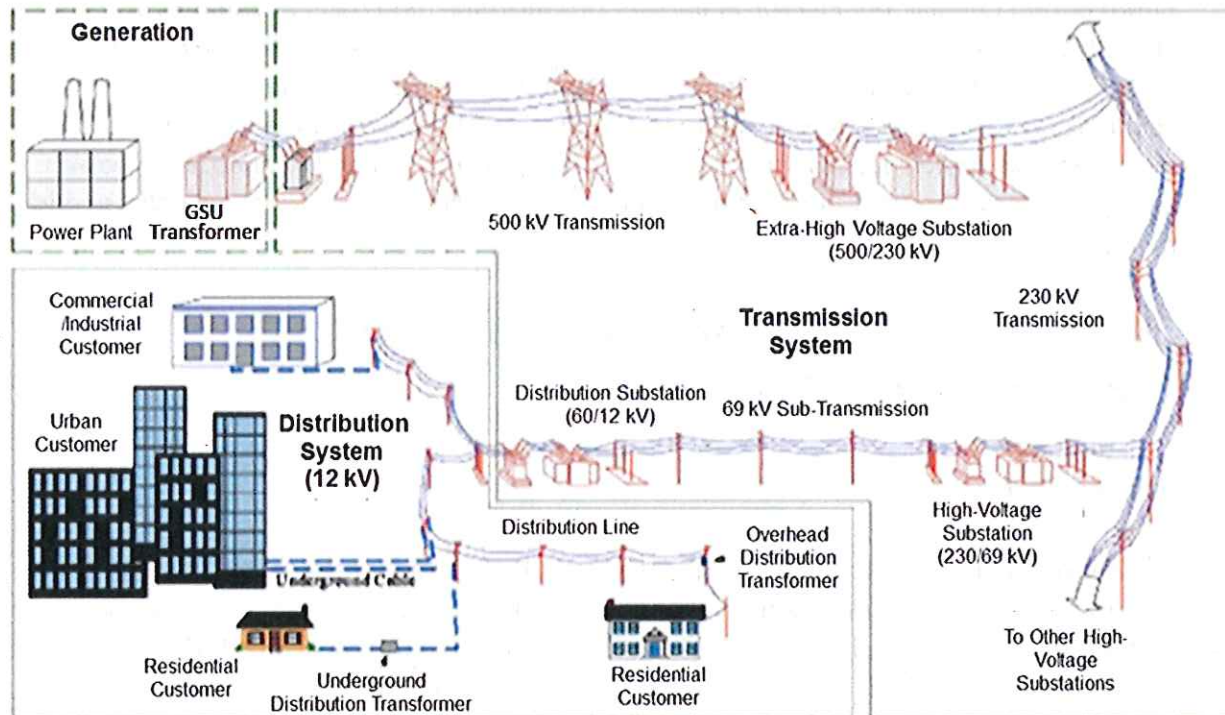 Generation
Power Plant
GSU
Transformer
500 kV Transmission
Extra-High Voltage Substation
(500/230 kV)
230 kV
Transmission
Transmission
System
Commercial
/Industrial
Customer
Urban
Customer
Distribution
System
(12 kV)
Distribution Substation
(60/12 kV)
69 kV Sub-Transmission
High-Voltage
Substation
(230/69 kV)
Distribution Line
Overhead
Distribution
Transformer
Underground Cable
Residential
Customer
Underground
Distribution Transformer
Residential
Customer
To Other High-
Voltage
Substations